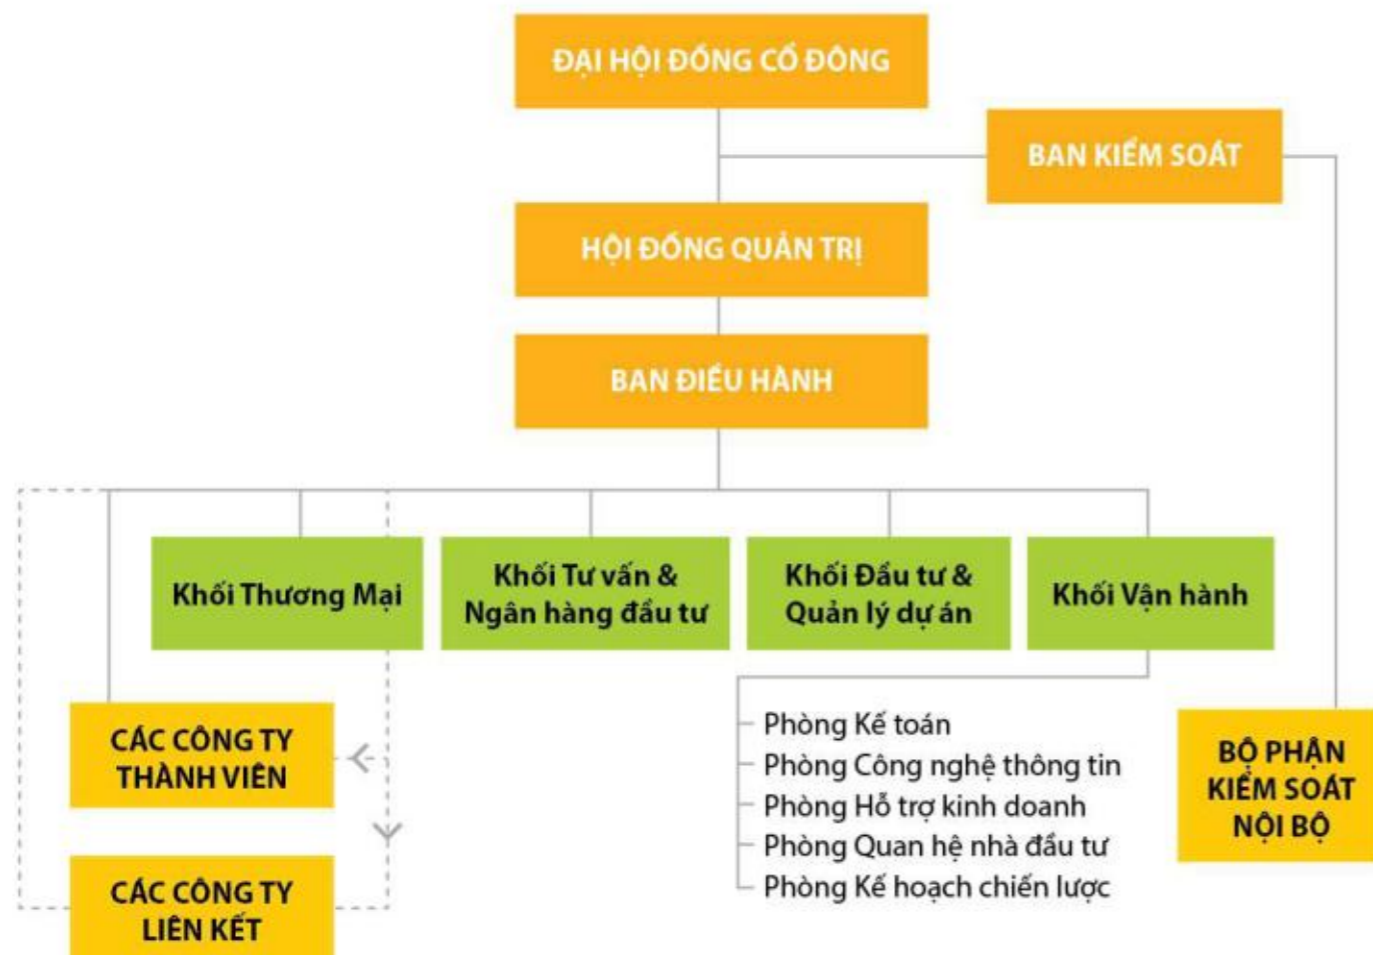 ĐẠI HỘI ĐỒNG CỔ ĐÔNG
BAN KIỂM SOÁT
HỘI ĐỒNG QUẢN TRỊ
BAN ĐIỀU HÀNH
Khối Thương Mại
Khối Tư vấn &
Ngân hàng đầu tư
Khối Đầu tư &
Quản lý dự án
Khối Vận hành
CÁC CÔNG TY
THÀNH VIÊN
CÁC CÔNG TY
LIÊN KẾT
Phòng Kế toán
Phòng Công nghệ thông tin
Phòng Hỗ trợ kinh doanh
Phòng Quan hệ nhà đầu tư
Phòng Kế hoạch chiến lược
BỘ PHẬN
KIỂM SOÁT
NỘI BỘ